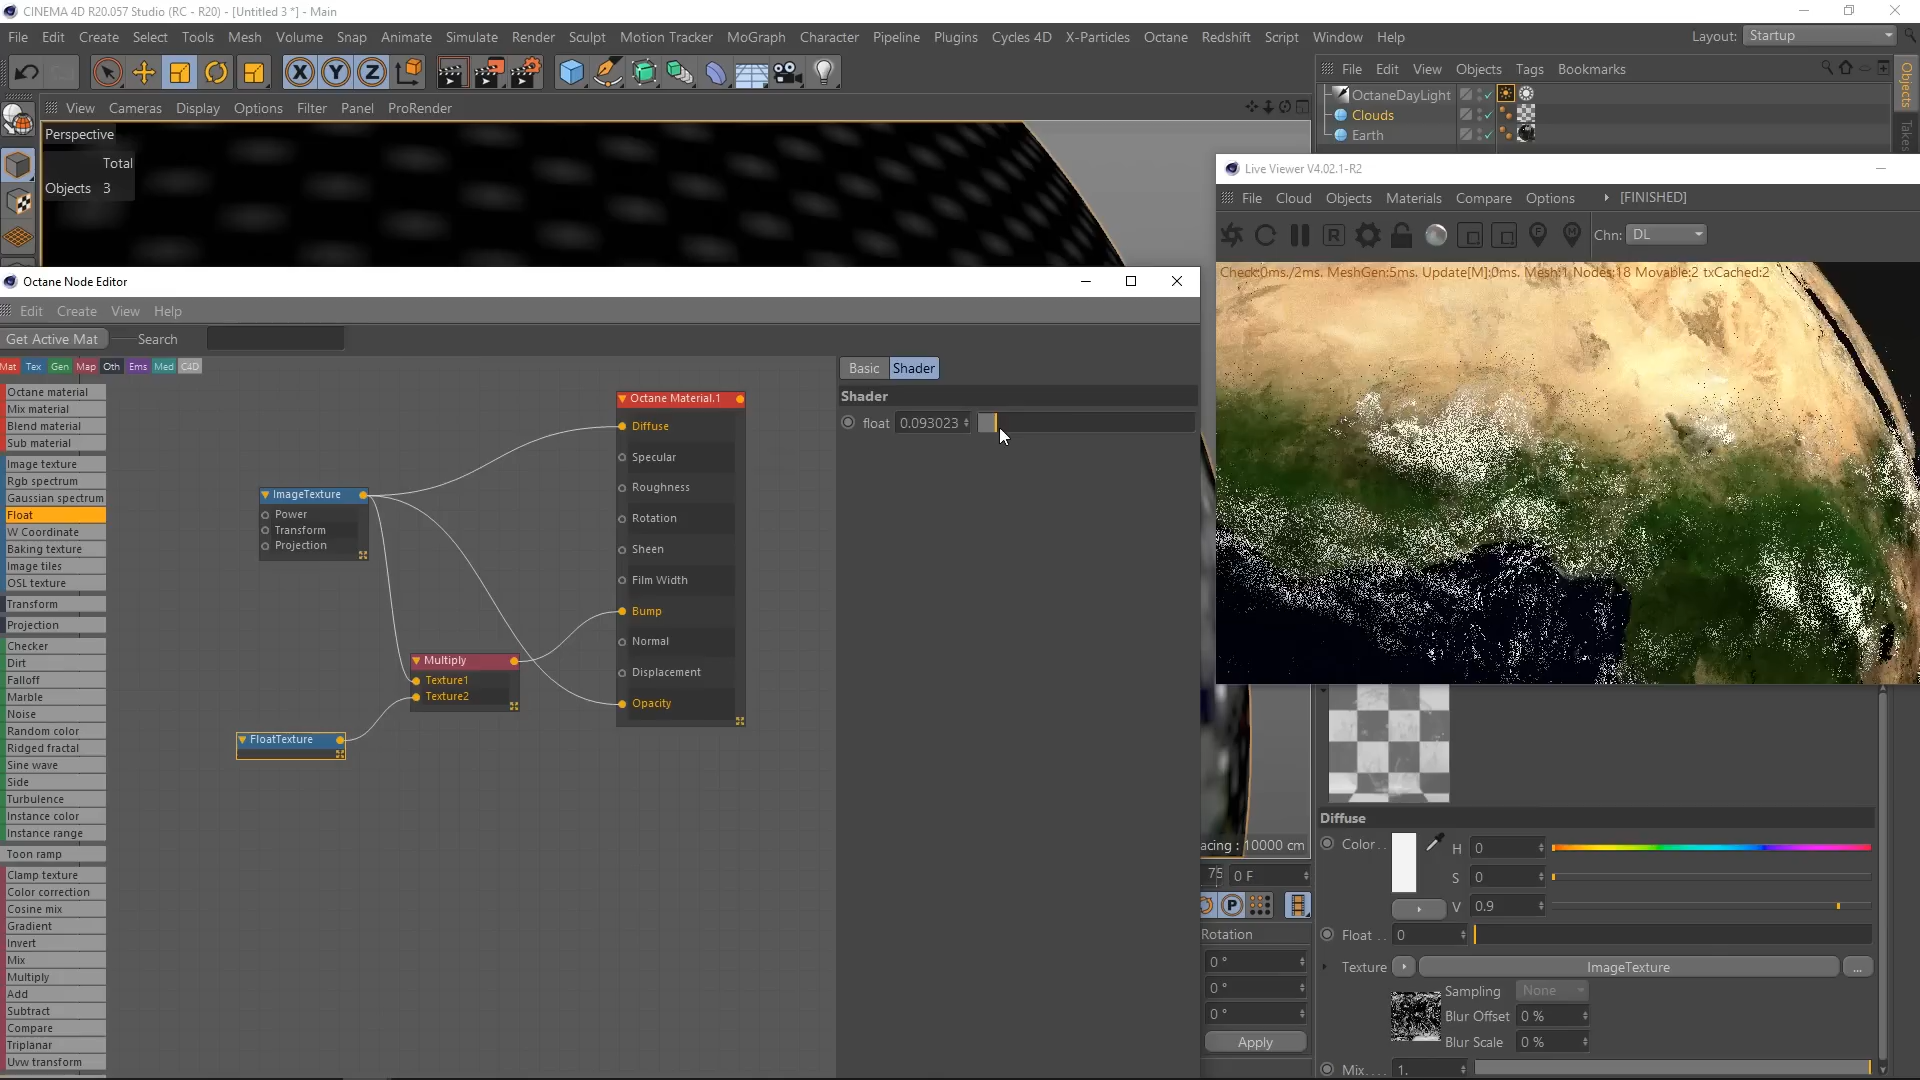 CINEMA 4D R20.057 Studio (RC - R20) - [Untitled 3 *] - Main
File Edit Create Select Tools Mesh Volume Snap Animate Simulate Render Sculpt Motion Tracker MoGraph Character Pipeline Plugins Cycles 4D X-Particles Octane Redshift Script Window Help Layout: Startup
X Y Z
View Cameras Display Options Filter Panel ProRender
Perspective
Total
Objects 3
File Edit View Objects Tags Bookmarks
OctaneDayLight
Clouds
Earth
Objects
Takes
Live Viewer V4.02.1-R2
File Cloud Objects Materials Compare Options [FINISHED]
R F M Chn: DL
Check:0ms./2ms. MeshGen:5ms. Update[M]:0ms. Mesh:1 Nodes:18 Movable:2 txCached:2
Octane Node Editor
Edit Create View Help
Get Active Mat Search
Mat Tex Gen Map Oth Ems Med C4D
Octane material
Mix material
Blend material
Sub material
Image texture
Rgb spectrum
Gaussian spectrum
Float
W Coordinate
Baking texture
Image tiles
OSL texture
Transform
Projection
Checker
Dirt
Falloff
Marble
Noise
Random color
Ridged fractal
Sine wave
Side
Turbulence
Instance color
Instance range
Toon ramp
Clamp texture
Color correction
Cosine mix
Gradient
Invert
Mix
Multiply
Add
Subtract
Compare
Triplanar
Uvw transform
ImageTexture
Power
Transform
Projection
FloatTexture
Multiply
Texture1
Texture2
Octane Material.1
Diffuse
Specular
Roughness
Rotation
Sheen
Film Width
Bump
Normal
Displacement
Opacity
Basic Shader
Shader
float 0.093023
acing : 10000 cm
75 0 F
P
Rotation
0 °
0 °
0 °
Apply
Diffuse
Color . . H 0
S 0
V 0.9
Float . . 0
Texture ImageTexture ...
Sampling None
Blur Offset 0 %
Blur Scale 0 %
Mix. . . . 1.